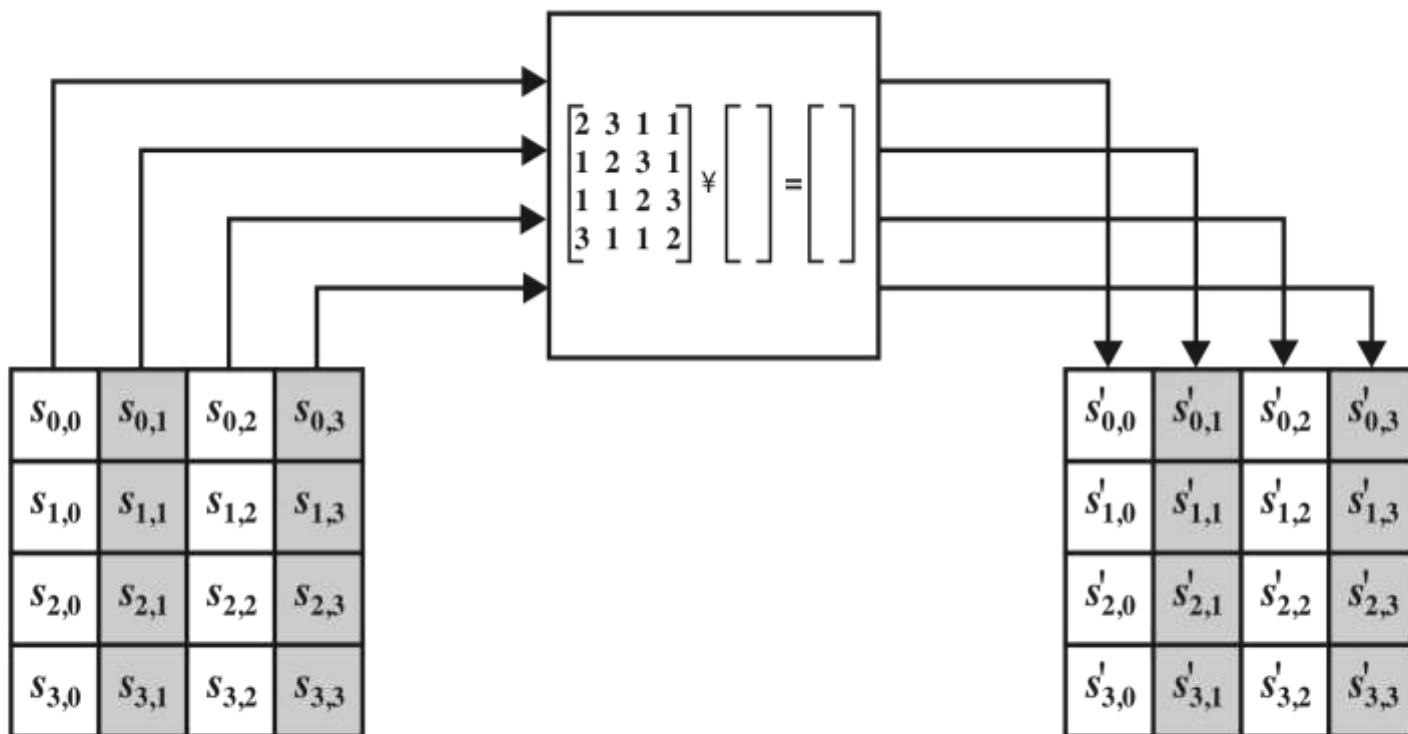 2 3 1 1
1 2 3 1
1 1 2 3
3 1 1 2
¥
=
s0,0 s0,1 s0,2 s0,3
s1,0 s1,1 s1,2 s1,3
s2,0 s2,1 s2,2 s2,3
s3,0 s3,1 s3,2 s3,3
s'0,0 s'0,1 s'0,2 s'0,3
s'1,0 s'1,1 s'1,2 s'1,3
s'2,0 s'2,1 s'2,2 s'2,3
s'3,0 s'3,1 s'3,2 s'3,3